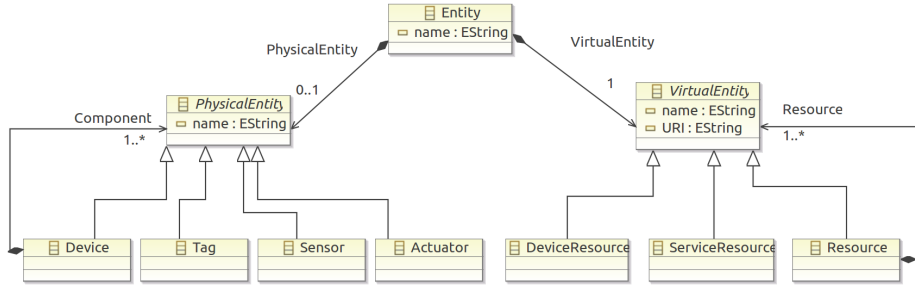 Entity
name : EString
PhysicalEntity
VirtualEntity
0..1
1
PhysicalEntity
name : EString
VirtualEntity
name : EString
URI : EString
Component
1..*
Resource
1..*
Device
Tag
Sensor
Actuator
DeviceResource
ServiceResource
Resource